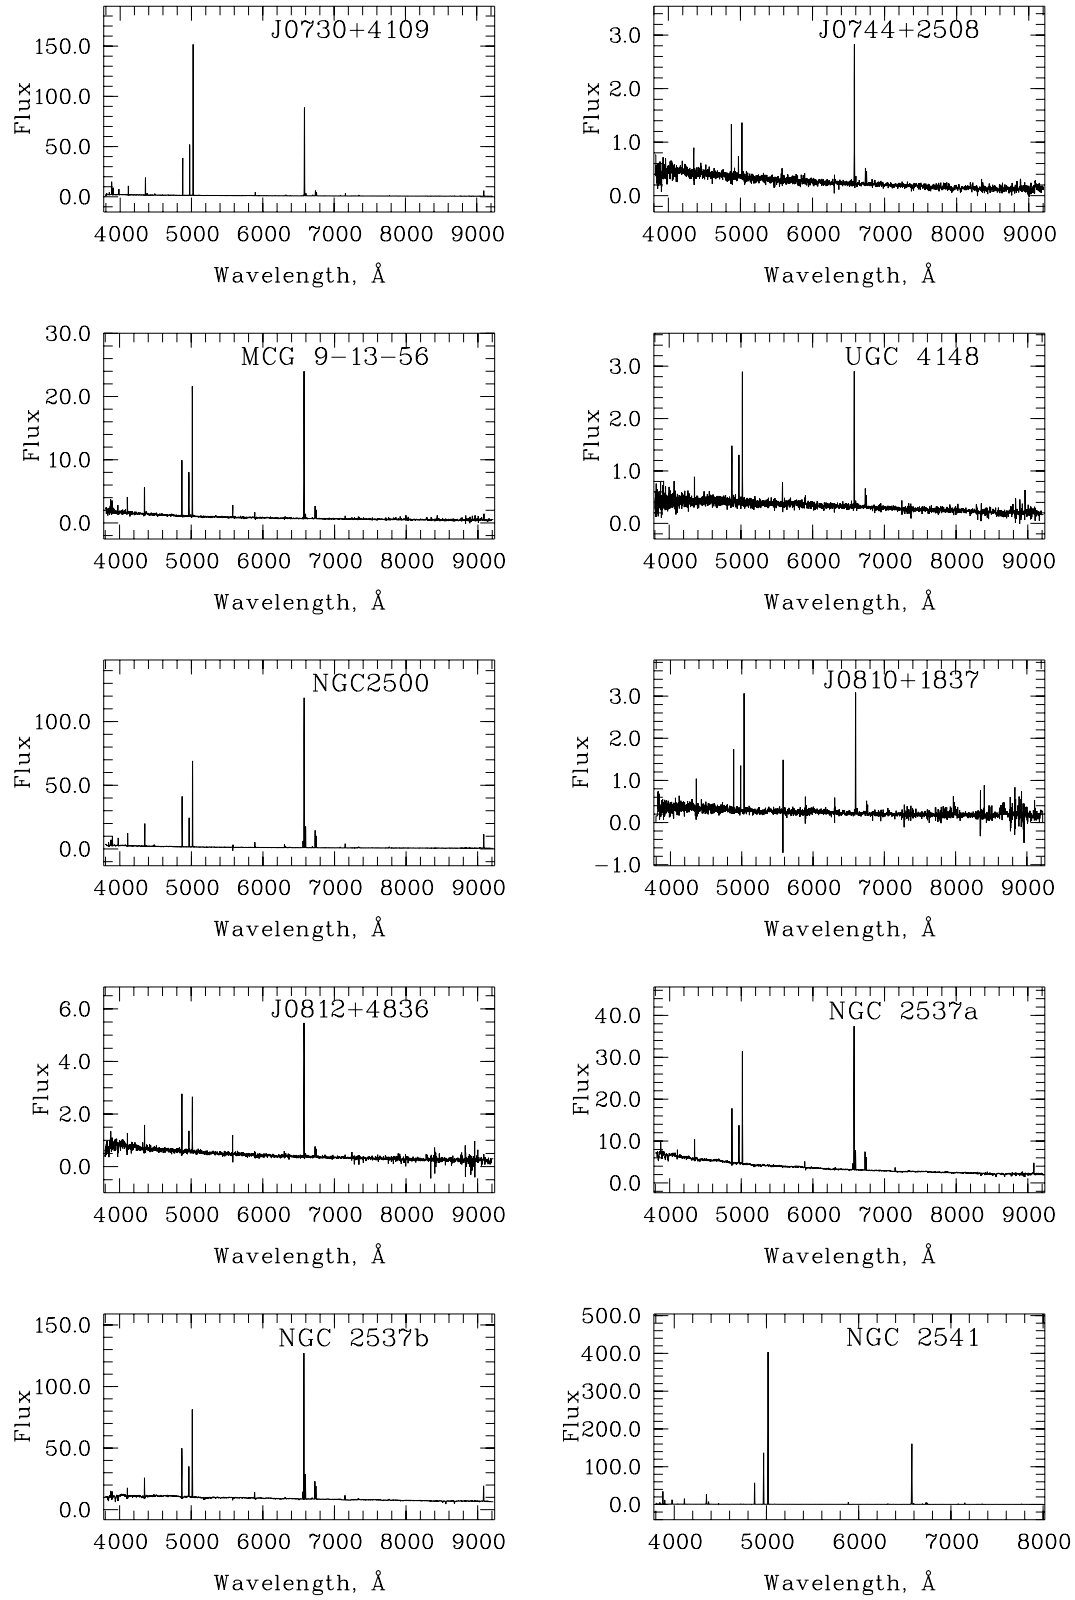 J0730+4109
Flux
150.0
100.0
50.0
0.0
4000 5000 6000 7000 8000 9000
Wavelength, Å
J0744+2508
Flux
3.0
2.0
1.0
0.0
4000 5000 6000 7000 8000 9000
Wavelength, Å
MCG 9−13−56
Flux
30.0
20.0
10.0
0.0
4000 5000 6000 7000 8000 9000
Wavelength, Å
UGC 4148
Flux
3.0
2.0
1.0
0.0
4000 5000 6000 7000 8000 9000
Wavelength, Å
NGC2500
Flux
100.0
50.0
0.0
4000 5000 6000 7000 8000 9000
Wavelength, Å
J0810+1837
Flux
3.0
2.0
1.0
0.0
−1.0
4000 5000 6000 7000 8000 9000
Wavelength, Å
J0812+4836
Flux
6.0
4.0
2.0
0.0
4000 5000 6000 7000 8000 9000
Wavelength, Å
NGC 2537a
Flux
40.0
30.0
20.0
10.0
0.0
4000 5000 6000 7000 8000 9000
Wavelength, Å
NGC 2537b
Flux
150.0
100.0
50.0
0.0
4000 5000 6000 7000 8000 9000
Wavelength, Å
NGC 2541
Flux
500.0
400.0
300.0
200.0
100.0
0.0
4000 5000 6000 7000 8000
Wavelength, Å